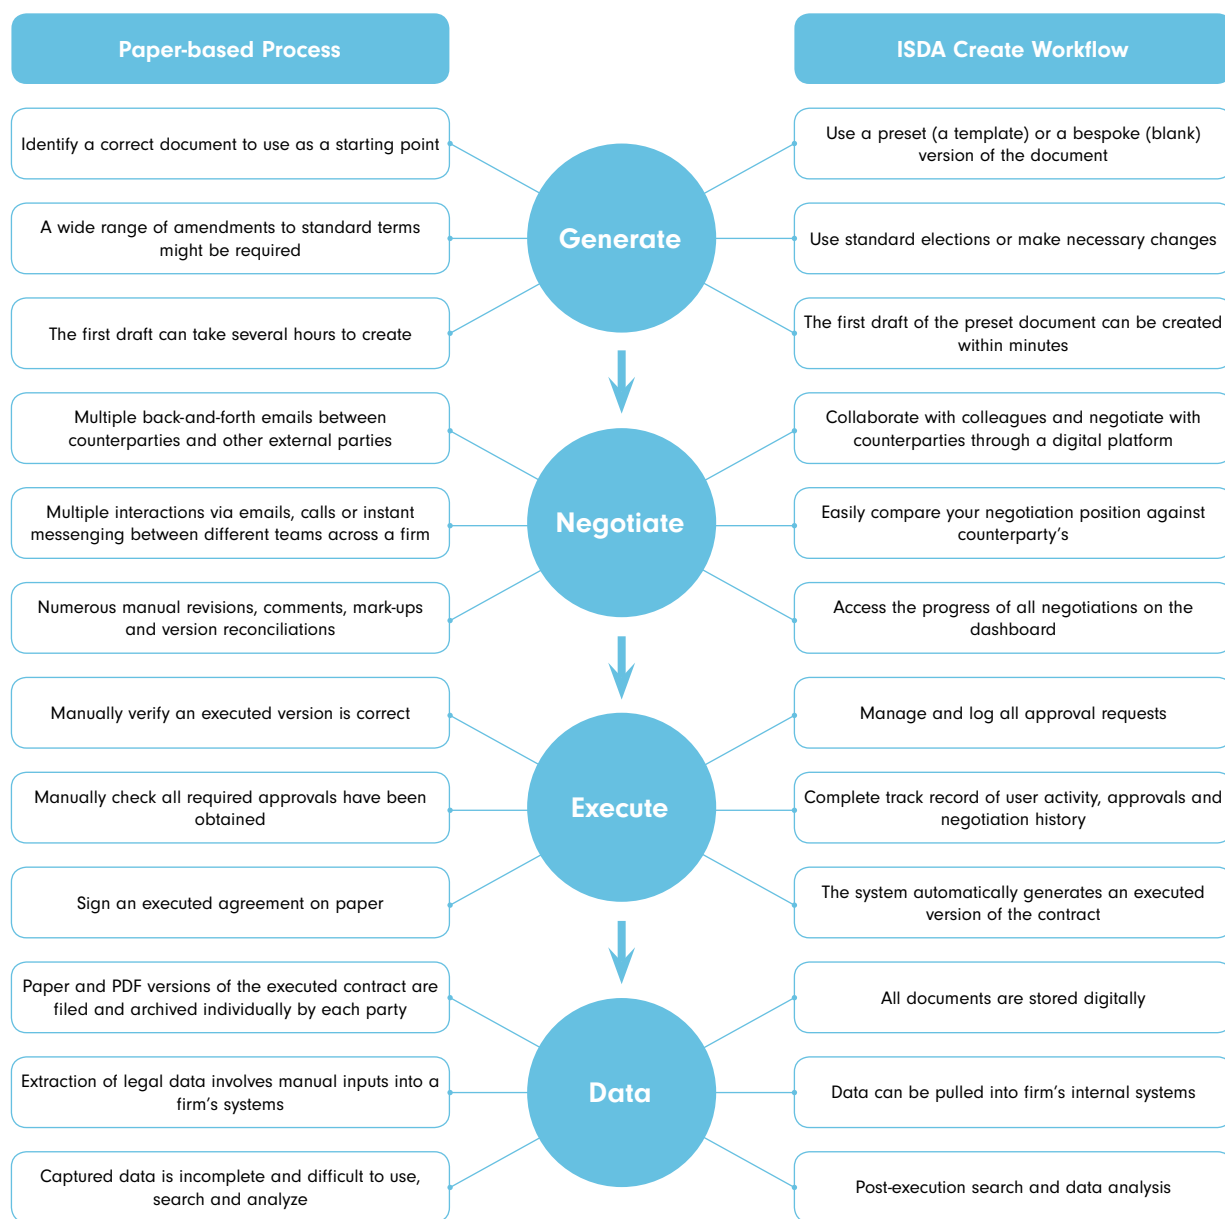 Paper-based Process
ISDA Create Workflow
Identify a correct document to use as a starting point
A wide range of amendments to standard terms
might be required
The first draft can take several hours to create
Generate
Use a preset (a template) or a bespoke (blank)
version of the document
Use standard elections or make necessary changes
The first draft of the preset document can be created
within minutes
Multiple back-and-forth emails between
counterparties and other external parties
Multiple interactions via emails, calls or instant
messenging between different teams across a firm
Numerous manual revisions, comments, mark-ups
and version reconciliations
Negotiate
Collaborate with colleagues and negotiate with
counterparties through a digital platform
Easily compare your negotiation position against
counterparty's
Access the progress of all negotiations on the
dashboard
Manually verify an executed version is correct
Manually check all required approvals have been
obtained
Sign an executed agreement on paper
Execute
Manage and log all approval requests
Complete track record of user activity, approvals and
negotiation history
The system automatically generates an executed
version of the contract
Paper and PDF versions of the executed contract are
filed and archived individually by each party
Extraction of legal data involves manual inputs into a
firm's systems
Captured data is incomplete and difficult to use,
search and analyze
Data
All documents are stored digitally
Data can be pulled into firm's internal systems
Post-execution search and data analysis